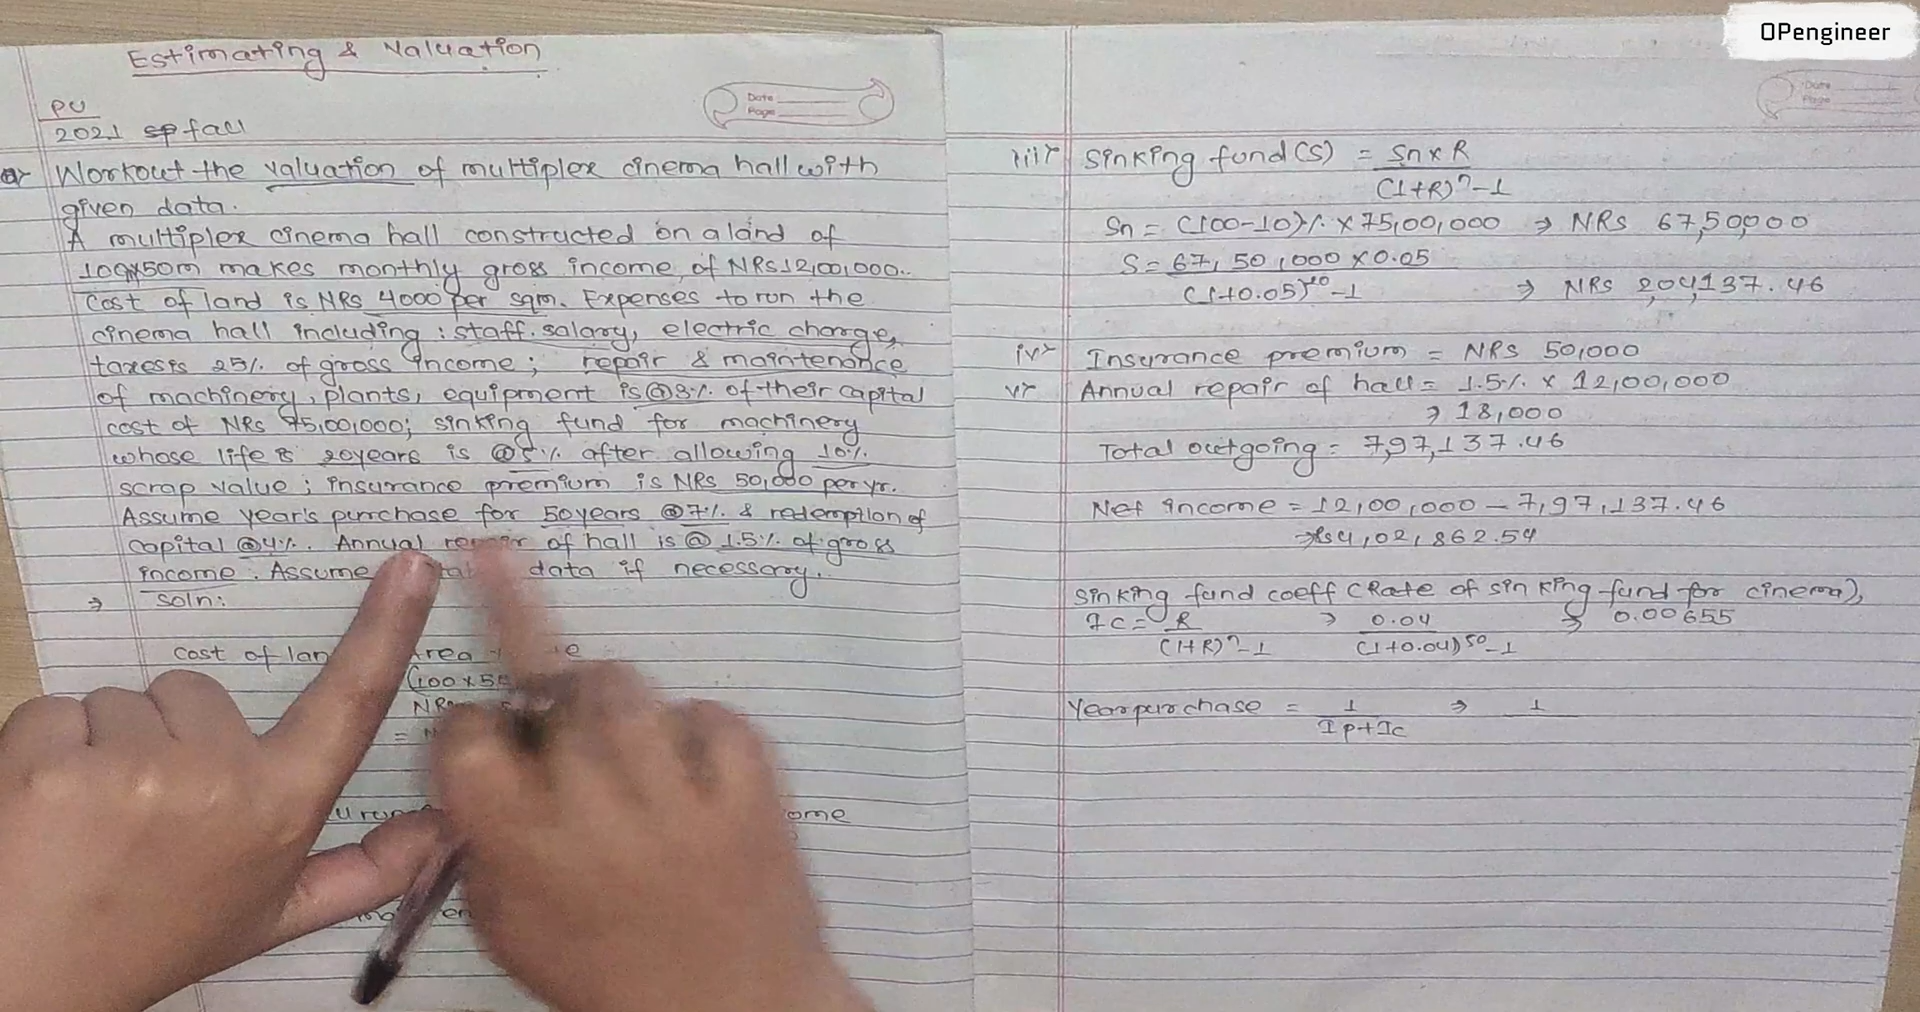 OPengineer
Estimating & Valuation
Date
Page
PU
2021 fall
Workout the valuation of multiplex cinema hall with
given data.
A multiplex cinema hall constructed on a land of
100x50m makes monthly gross income of NRs12,00,000.
Cost of land is NRs 4000 per sqm. Expenses to run the
cinema hall including : staff salary, electric charge,
taxes is 25% of gross income; repair & maintenance
of machinery, plants, equipment is @3% of their capital
cost of NRs 75,00,000; sinking fund for machinery
whose life is 20years is @5% after allowing 10%
scrap value; insurance premium is NRs 50,000 per yr.
Assume year's purchase for 50years @7% & redemption of
capital @4%. Annual repair of hall is @ 1.5% of gross
income. Assume data if necessary.
⇒ Soln:
Cost of
(100 x
ome
Date
Page
iii> Sinking fund(S) = Sn x R
(1+R)^n - 1
Sn = (100-10)% x 75,00,000 ⇒ NRs 67,50,000
S = 67,50,000 x 0.05
(1+0.05)^20 - 1 ⇒ NRs 2,04,137.46
iv> Insurance premium = NRs 50,000
v> Annual repair of hall = 1.5% x 12,00,000
⇒ 18,000
Total outgoing = 7,97,137.46
Net income = 12,00,000 - 7,97,137.46
⇒ 4,02,862.54
Sinking fund coeff (Rate of sinking fund for cinema),
Ic = R ⇒ 0.04 ⇒ 0.00655
(1+R)^n - 1 (1+0.04)^50 - 1
Year purchase = 1 ⇒ 1
Ip+Ic